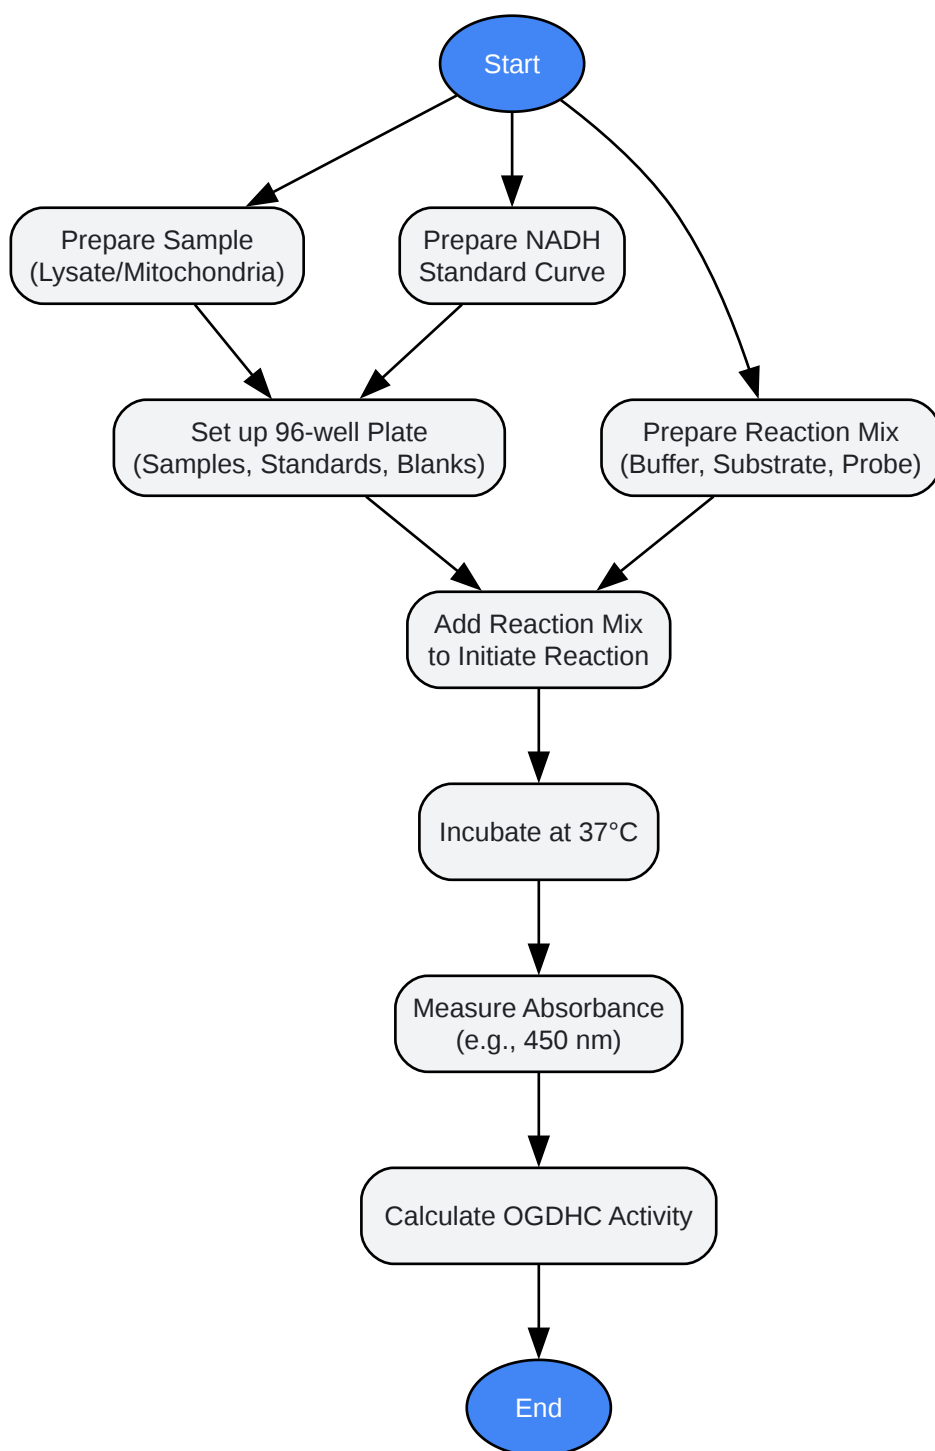 Start
Prepare Sample
(Lysate/Mitochondria)
Prepare NADH
Standard Curve
Set up 96-well Plate
(Samples, Standards, Blanks)
Prepare Reaction Mix
(Buffer, Substrate, Probe)
Add Reaction Mix
to Initiate Reaction
Incubate at 37°C
Measure Absorbance
(e.g., 450 nm)
Calculate OGDHC Activity
End